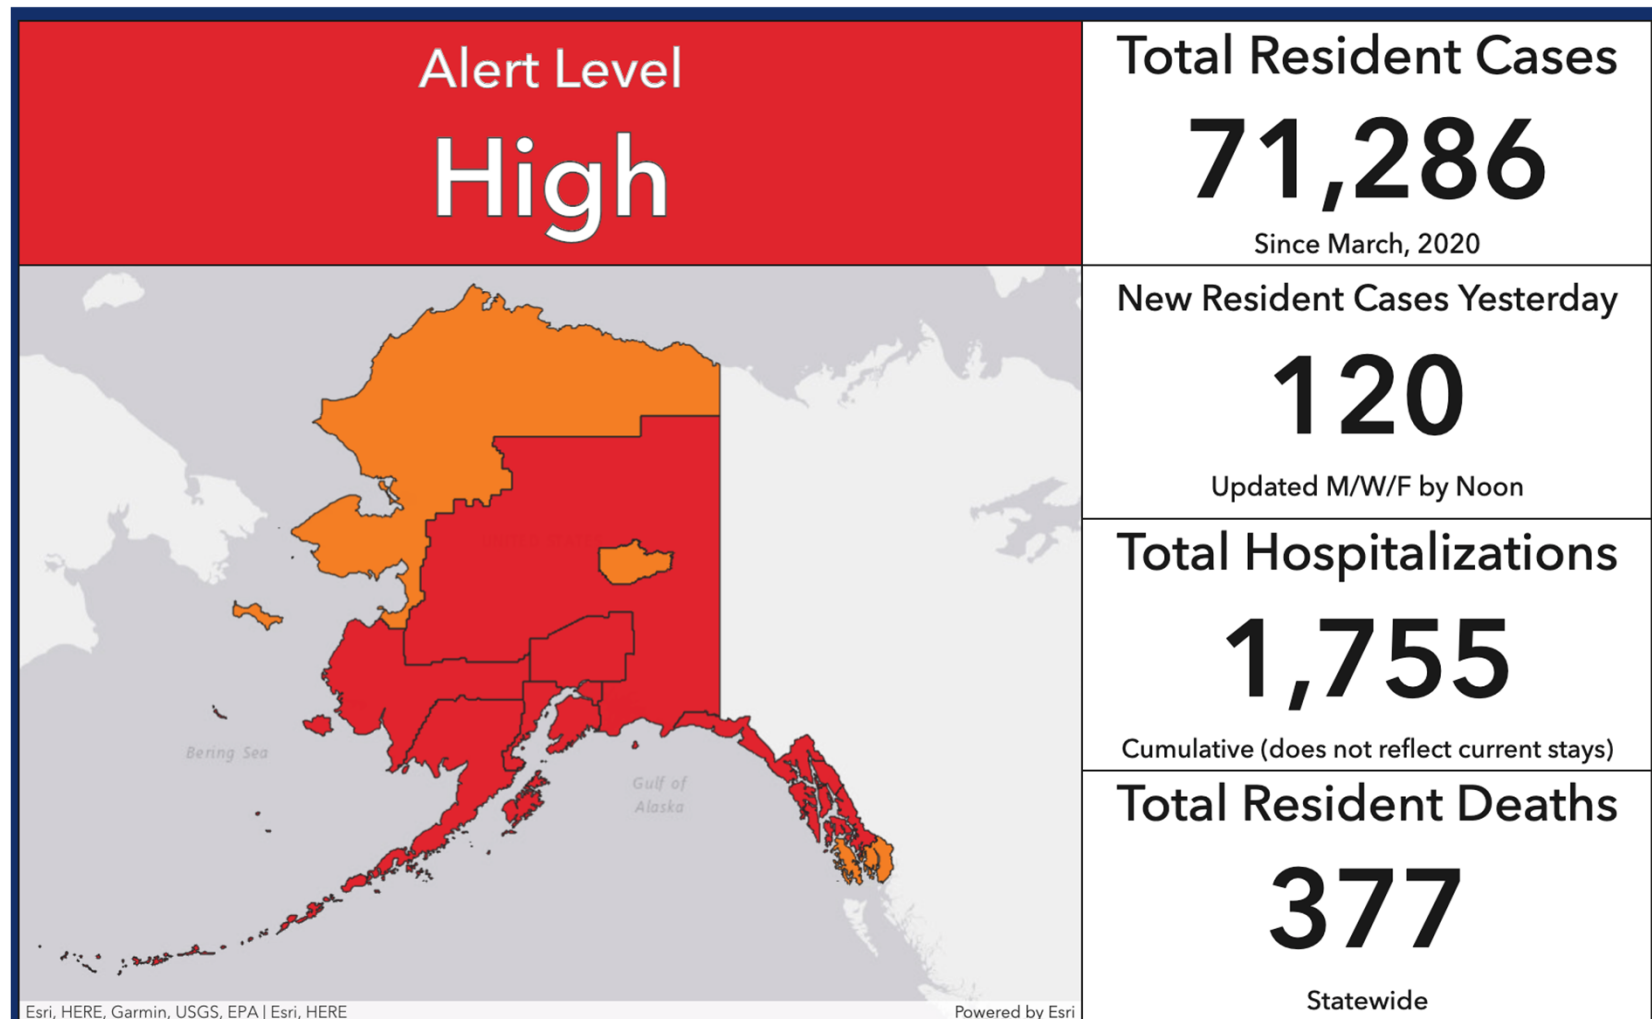 Alert Level
High
Total Resident Cases
71,286
Since March, 2020
New Resident Cases Yesterday
120
Updated M/W/F by Noon
Total Hospitalizations
1,755
Cumulative (does not reflect current stays)
Total Resident Deaths
377
Statewide
UNITED STATES
Bering Sea
Gulf of
Alaska
Esri, HERE, Garmin, USGS, EPA | Esri, HERE
Powered by Esri